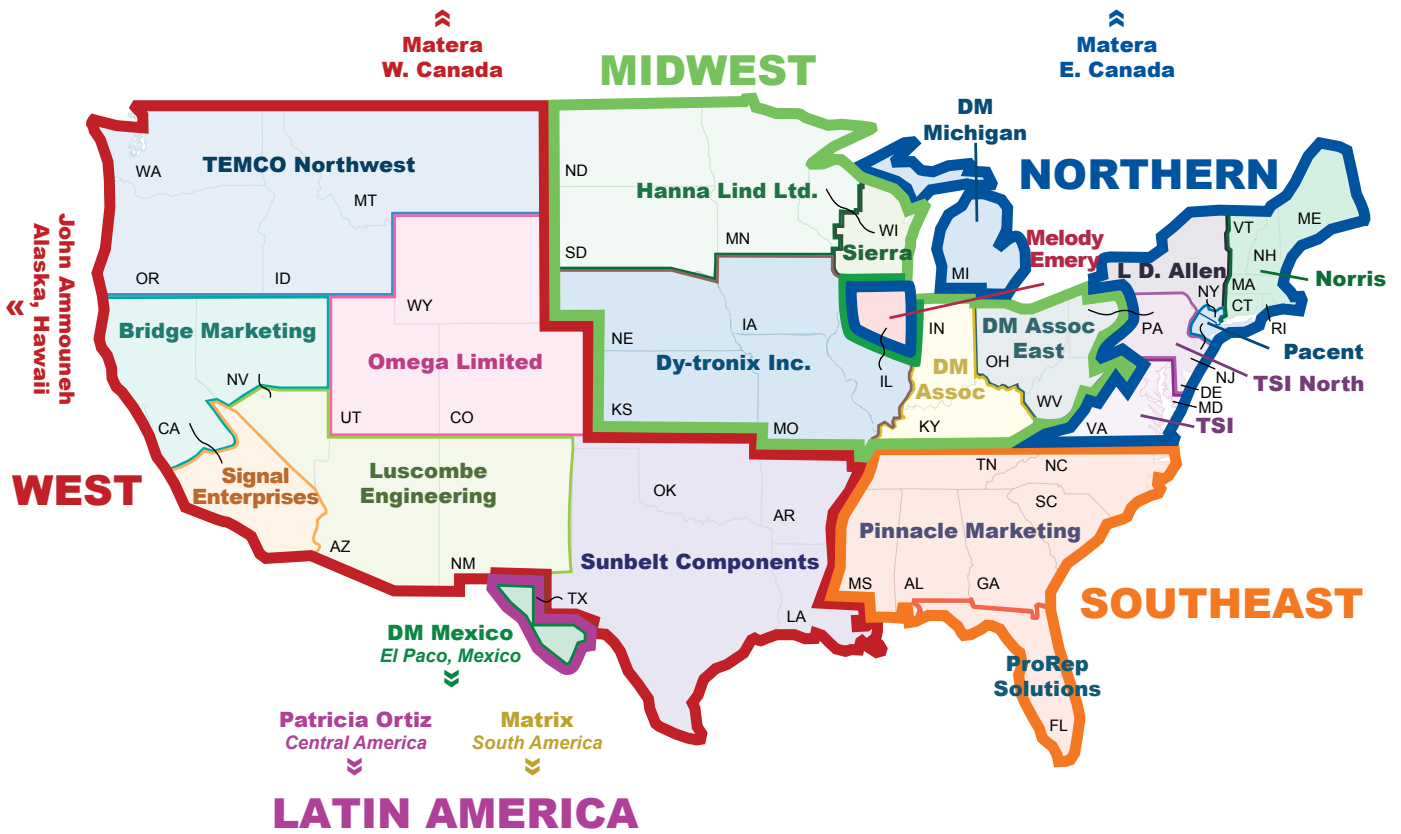 Matera
W. Canada
Matera
E. Canada
MIDWEST
DM
Michigan
NORTHERN
WA
TEMCO Northwest
MT
OR
ID
ND
Hanna Lind Ltd.
SD
MN
WI
Sierra
MI
Melody
Emery
L D. Allen
VT
ME
NH
MA
NY
CT
Norris
RI
John Ammouneh
Alaska, Hawaii
Bridge Marketing
NV
CA
WY
Omega Limited
UT
CO
NE
IA
Dy-tronix Inc.
KS
MO
IL
IN
DM
Assoc
KY
DM Assoc
East
OH
WV
PA
Pacent
TSI North
NJ
DE
MD
TSI
VA
WEST
Signal
Enterprises
Luscombe
Engineering
AZ
NM
OK
AR
Sunbelt Components
TX
LA
TN
NC
SC
Pinnacle Marketing
MS
AL
GA
SOUTHEAST
DM Mexico
El Paco, Mexico
ProRep
Solutions
FL
Patricia Ortiz
Central America
Matrix
South America
LATIN AMERICA